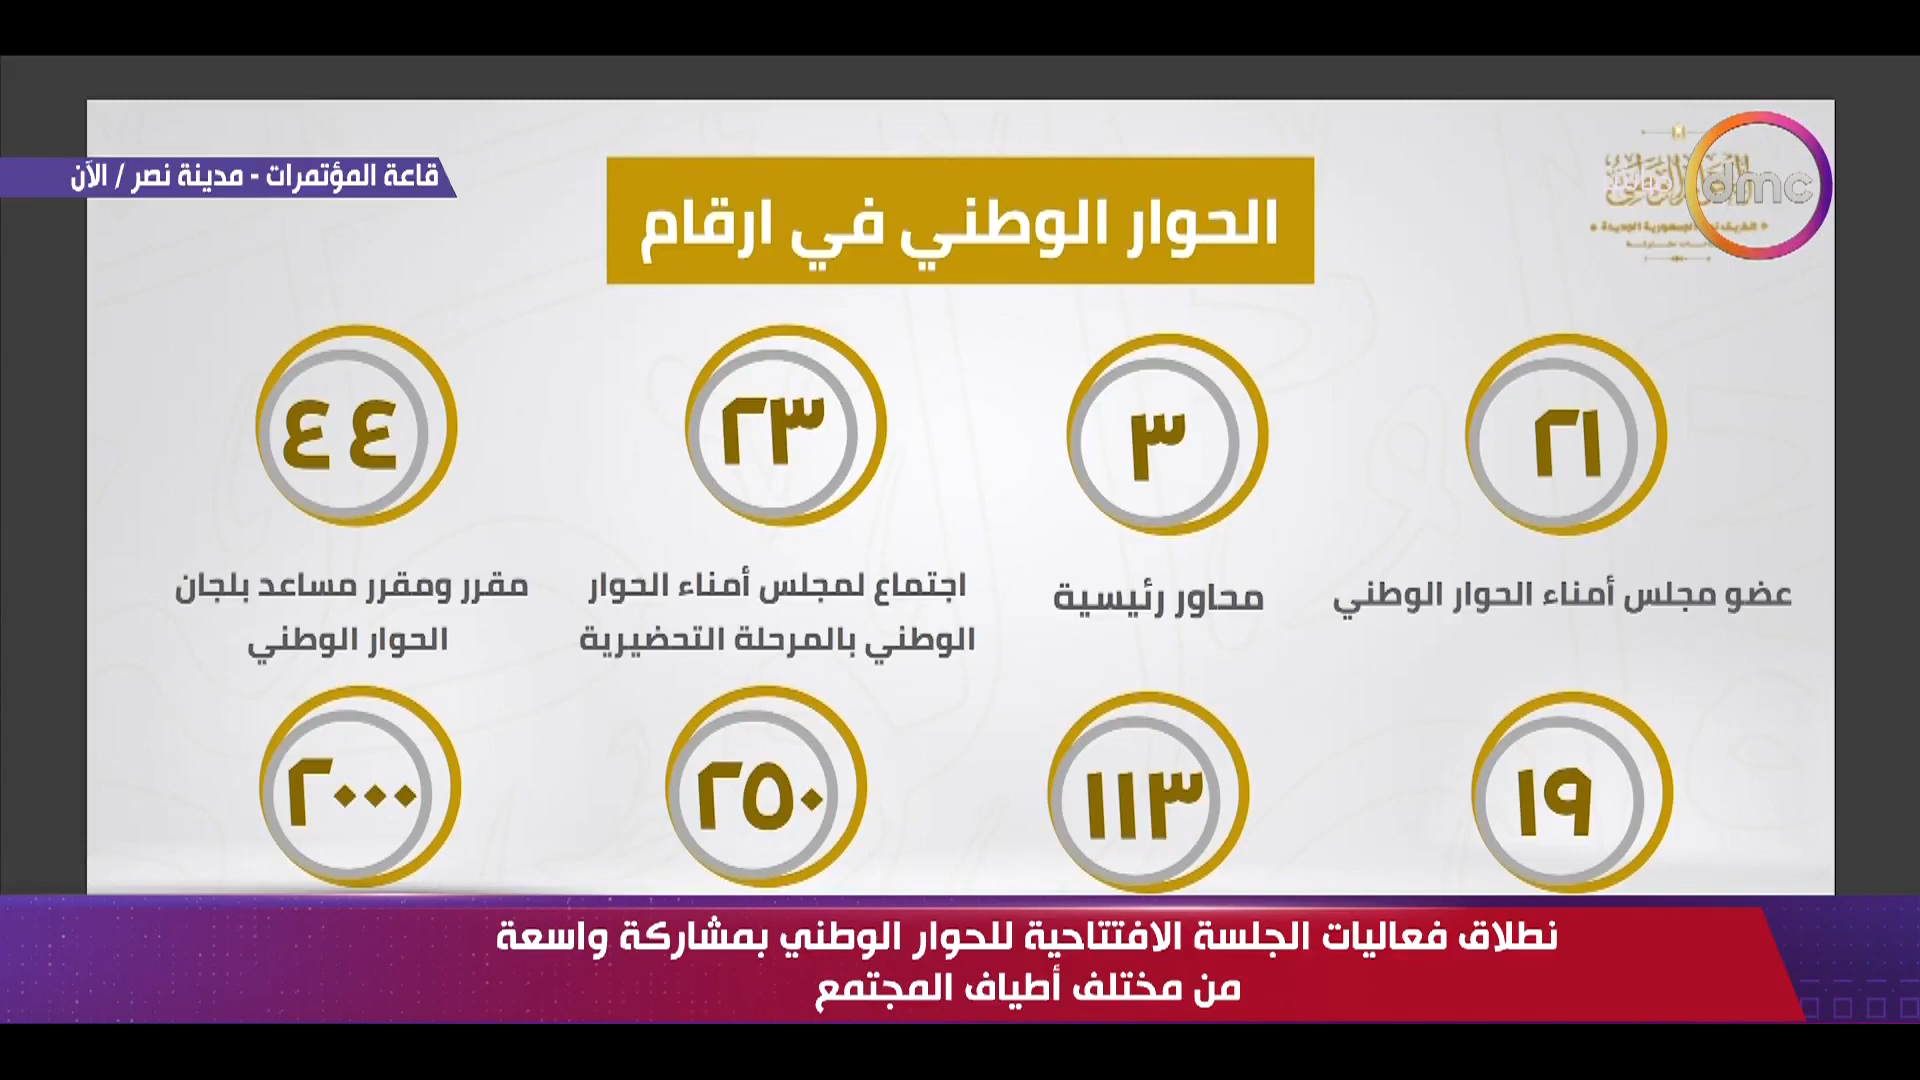 قاعة المؤتمرات - مدينة نصر / الآن
dmc
الحوار الوطني في ارقام
٢١
عضو مجلس أمناء الحوار الوطني
٣
محاور رئيسية
٢٣
اجتماع لمجلس أمناء الحوار
الوطني بالمرحلة التحضيرية
٤٤
مقرر ومقرر مساعد بلجان
الحوار الوطني
١٩
١١٣
٢٥٠
٢٠٠٠
نطلاق فعاليات الجلسة الافتتاحية للحوار الوطني بمشاركة واسعة
من مختلف أطياف المجتمع